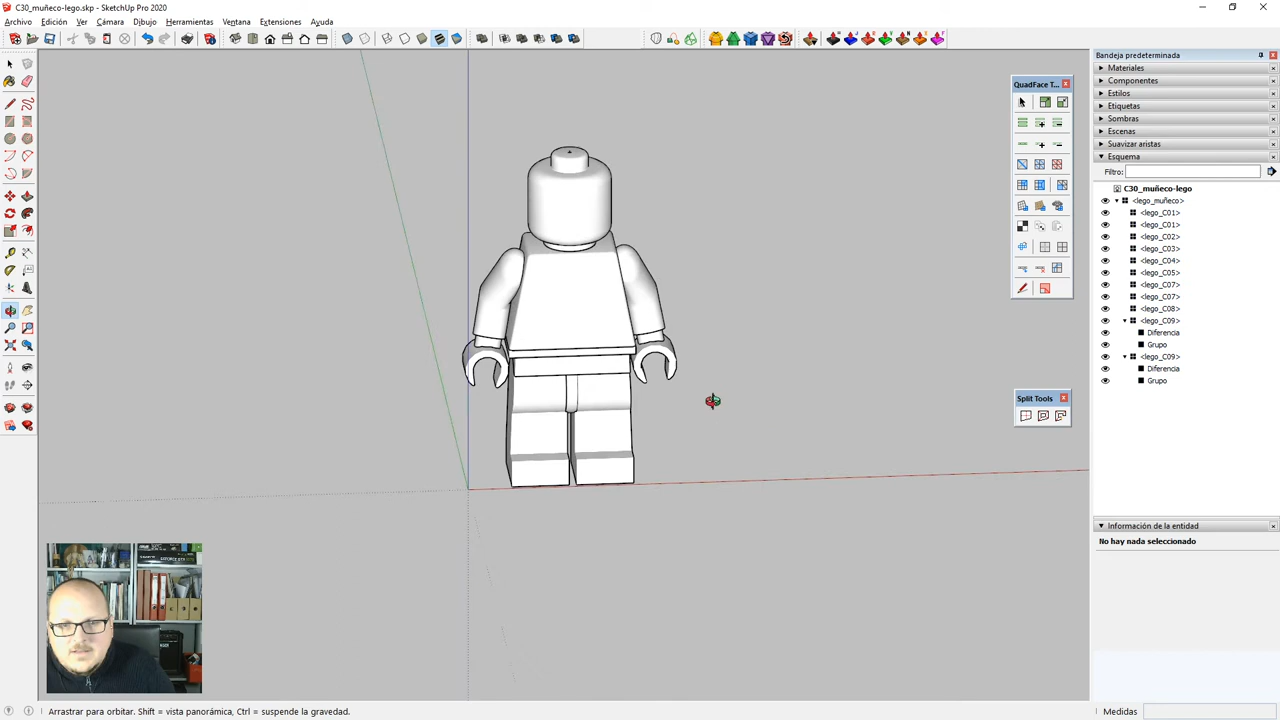 C30_muñeco-lego.skp - SketchUp Pro 2020
Archivo Edición Ver Cámara Dibujo Herramientas Ventana Extensiones Ayuda
Bandeja predeterminada
Materiales
Componentes
Estilos
Etiquetas
Sombras
Escenas
Suavizar aristas
Esquema
Filtro:
C30_muñeco-lego
<lego_muñeco>
<lego_C01>
<lego_C01>
<lego_C02>
<lego_C03>
<lego_C04>
<lego_C05>
<lego_C07>
<lego_C07>
<lego_C08>
<lego_C09>
Diferencia
Grupo
<lego_C09>
Diferencia
Grupo
QuadFace T...
Split Tools
Información de la entidad
No hay nada seleccionado
Arrastrar para orbitar. Shift = vista panorámica, Ctrl = suspende la gravedad.
Medidas